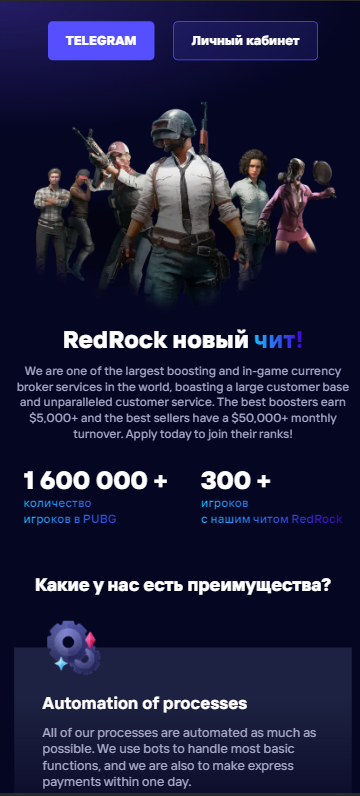 TELEGRAM
Личный кабинет
RedRock новый чит!
We are one of the largest boosting and in-game currency
broker services in the world, boasting a large customer base
and unparalleled customer service. The best boosters earn
$5,000+ and the best sellers have a $50,000+ monthly
turnover. Apply today to join their ranks!
1 600 000 +
300 +
количество
игроков в PUBG
игроков
с нашим читом RedRock
Какие у нас есть преимущества?
Automation of processes
All of our processes are automated as much as
possible. We use bots to handle most basic
functions, and we are also to make express
payments within one day.